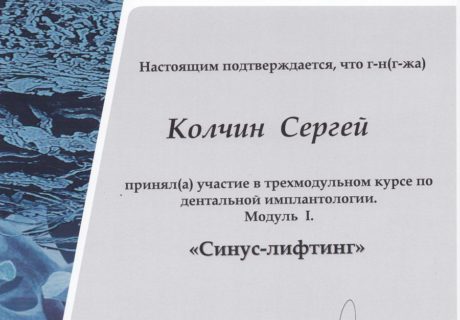 Настоящим подтверждается, что г-н(г-жа)
Колчин Сергей
принял(а) участие в трехмодульном курсе по
дентальной имплантологии.
Модуль I.
«Синус-лифтинг»